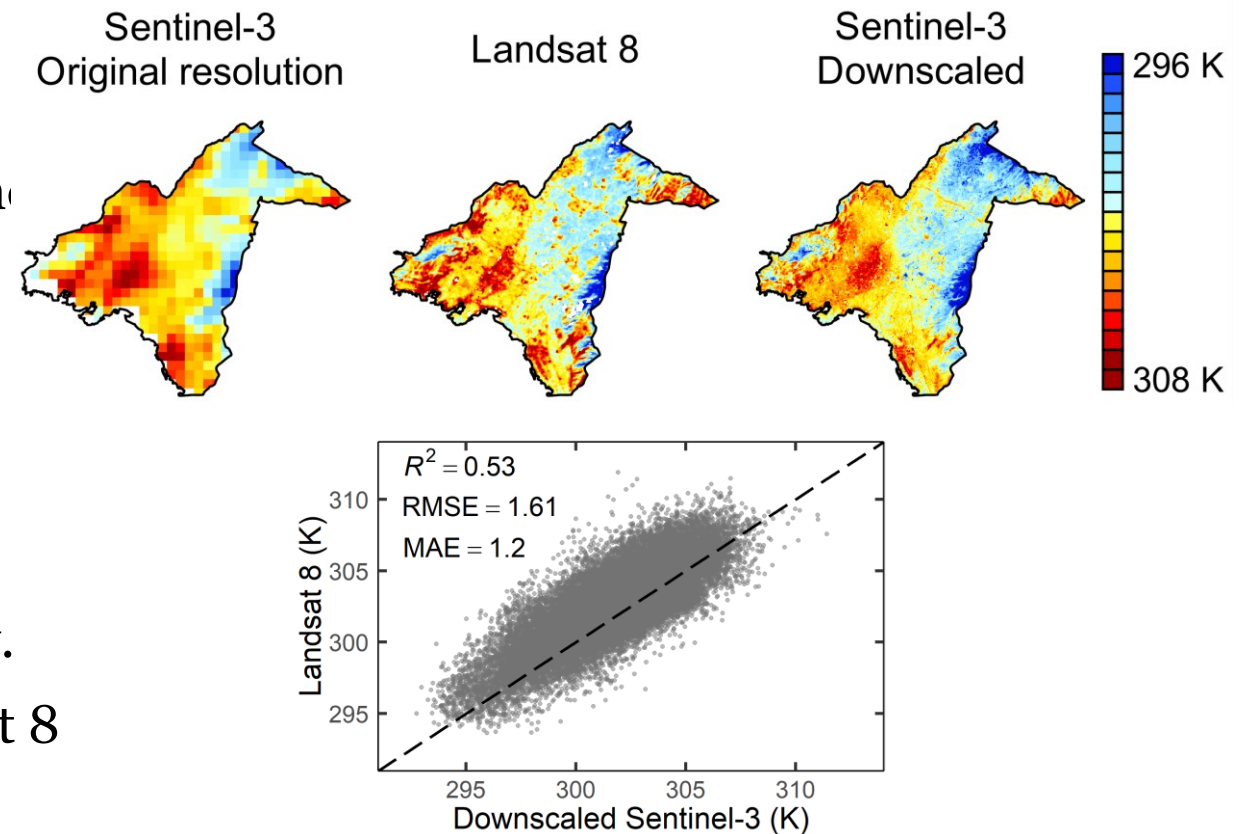 Sentinel-3
Original resolution
Landsat 8
Sentinel-3
Downscaled
296 K
308 K
R² = 0.53
RMSE = 1.61
MAE = 1.2
310
305
300
295
Landsat 8 (K)
295 300 305 310
Downscaled Sentinel-3 (K)
t 8